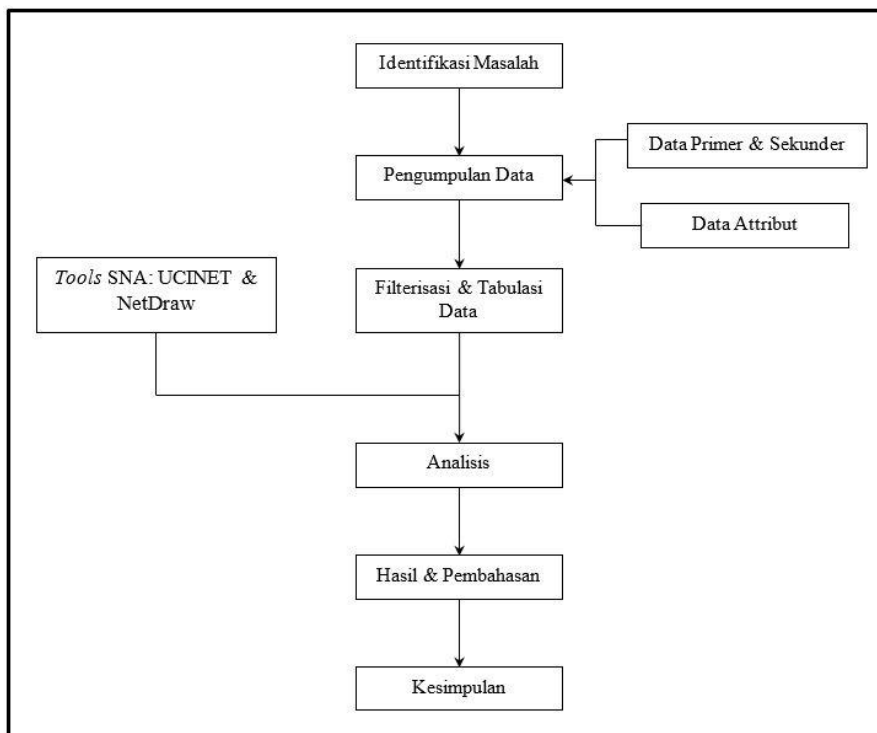 Identifikasi Masalah
Data Primer & Sekunder
Pengumpulan Data
Data Attribut
Tools SNA: UCINET &
NetDraw
Filterisasi & Tabulasi
Data
Analisis
Hasil & Pembahasan
Kesimpulan